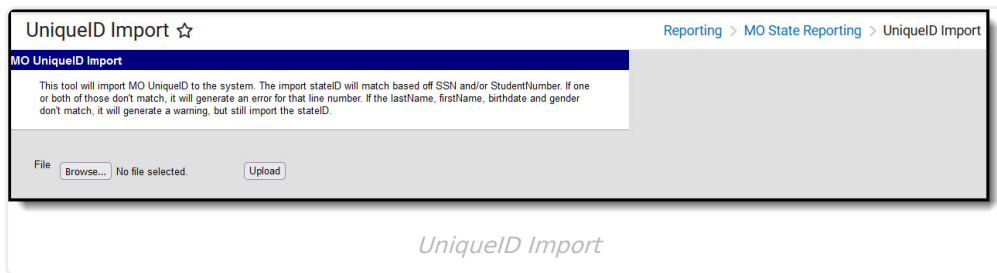 UniqueID Import ☆
Reporting > MO State Reporting > UniqueID Import
MO UniqueID Import
This tool will import MO UniqueID to the system. The import stateID will match based off SSN and/or StudentNumber. If one
or both of those don't match, it will generate an error for that line number. If the lastName, firstName, birthdate and gender
don't match, it will generate a warning, but still import the stateID.
File Browse... No file selected. Upload
UniqueID Import